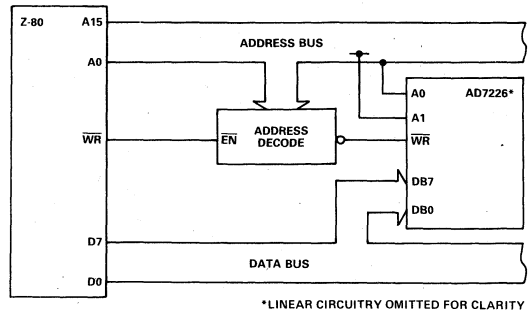 Z-80
A15
ADDRESS BUS
A0
A0
AD7226*
A1
WR
EN
ADDRESS
DECODE
WR
DB7
DB0
D7
DATA BUS
D0
*LINEAR CIRCUITRY OMITTED FOR CLARITY